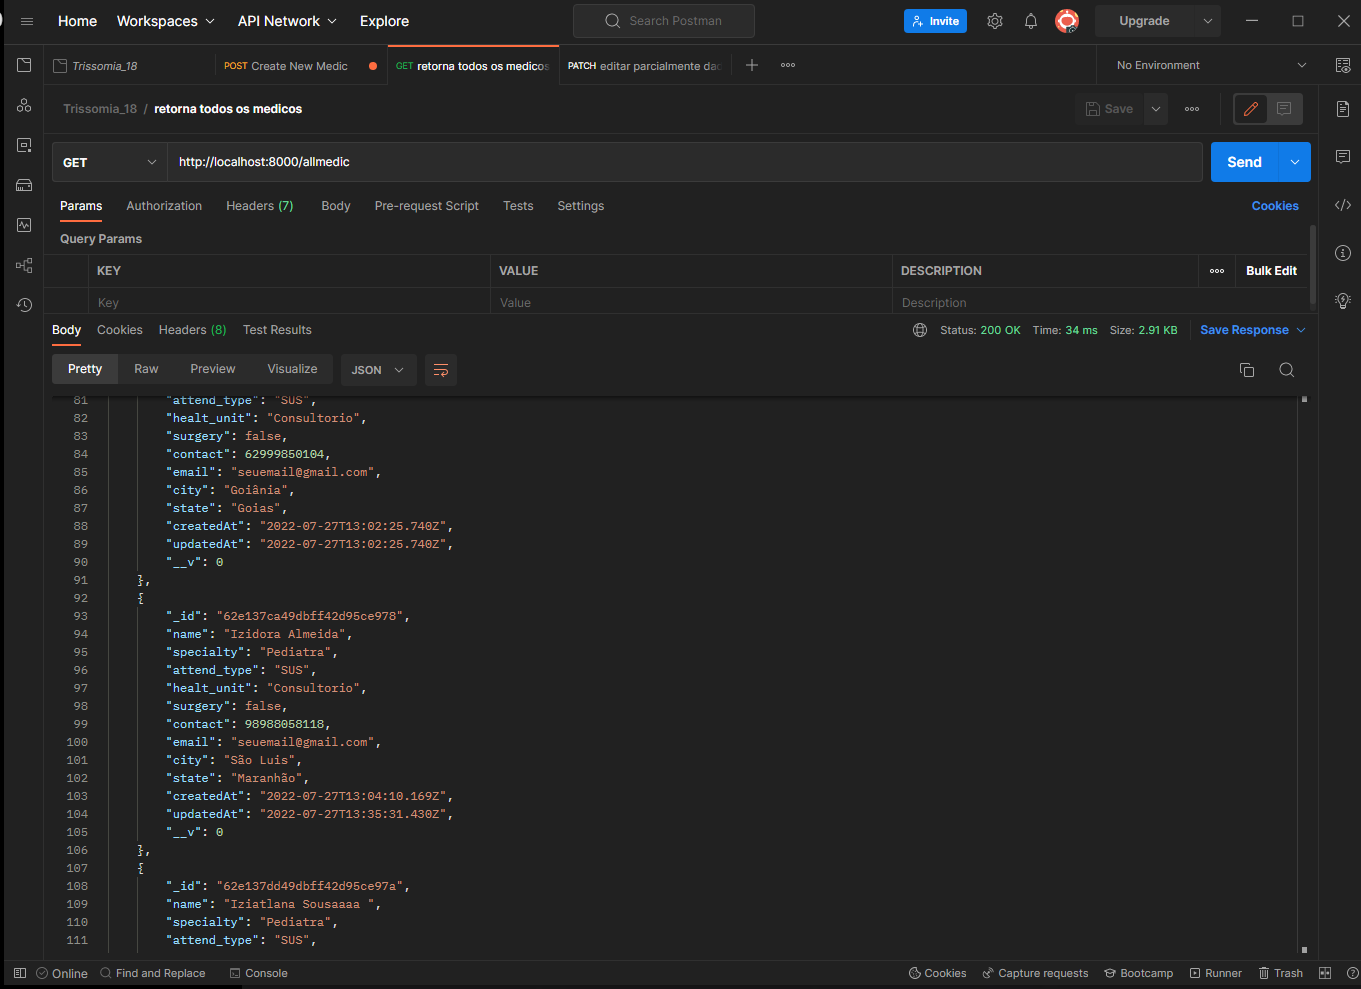 Home Workspaces API Network Explore Search Postman Invite Upgrade
Trissomia_18 POST Create New Medic GET retorna todos os medicos PATCH editar parcialmente dac No Environment
Trissomia_18 / retorna todos os medicos Save
GET http://localhost:8000/allmedic Send
Params Authorization Headers (7) Body Pre-request Script Tests Settings Cookies
Query Params
KEY VALUE DESCRIPTION Bulk Edit
Key Value Description
Body Cookies Headers (8) Test Results Status: 200 OK Time: 34 ms Size: 2.91 KB Save Response
Pretty Raw Preview Visualize JSON
81 "attend_type": "SUS",
82 "healt_unit": "Consultorio",
83 "surgery": false,
84 "contact": 62999850104,
85 "email": "seuemail@gmail.com",
86 "city": "Goiânia",
87 "state": "Goias",
88 "createdAt": "2022-07-27T13:02:25.740Z",
89 "updatedAt": "2022-07-27T13:02:25.740Z",
90 "__v": 0
91 },
92 {
93 "_id": "62e137ca49dbff42d95ce978",
94 "name": "Izidora Almeida",
95 "specialty": "Pediatra",
96 "attend_type": "SUS",
97 "healt_unit": "Consultorio",
98 "surgery": false,
99 "contact": 98988058118,
100 "email": "seuemail@gmail.com",
101 "city": "São Luis",
102 "state": "Maranhão",
103 "createdAt": "2022-07-27T13:04:10.169Z",
104 "updatedAt": "2022-07-27T13:35:31.430Z",
105 "__v": 0
106 },
107 {
108 "_id": "62e137dd49dbff42d95ce97a",
109 "name": "Iziatlana Sousaaaa ",
110 "specialty": "Pediatra",
111 "attend_type": "SUS",
Online Find and Replace Console Cookies Capture requests Bootcamp Runner Trash